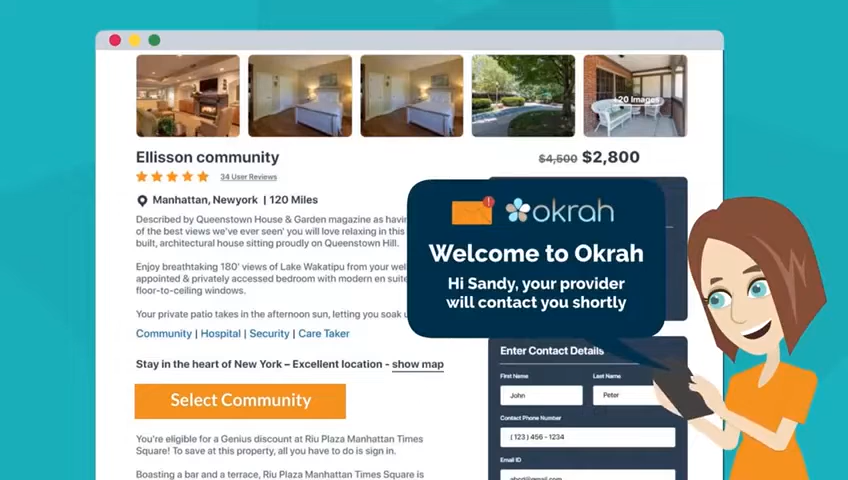 +20 Images
Ellisson community
$4,500 $2,800
34 User Reviews
Manhattan, Newyork | 120 Miles
Described by Queenstown House & Garden magazine as having
of the best views we've ever seen' you will love relaxing in this
built, architectural house sitting proudly on Queenstown Hill.
Enjoy breathtaking 180' views of Lake Wakatipu from your
appointed & privately accessed bedroom with modern en suite
floor-to-ceiling windows.
Your private patio takes in the afternoon sun, letting you soak
Community | Hospital | Security | Care Taker
Stay in the heart of New York – Excellent location - show map
Select Community
You're eligible for a Genius discount at Riu Plaza Manhattan Times
Square! To save at this property, all you have to do is sign in.
Boasting a bar and a terrace, Riu Plaza Manhattan Times Square is
okrah
Welcome to Okrah
Hi Sandy, your provider
will contact you shortly
Enter Contact Details
First Name
Last Name
John
Peter
Contact Phone Number
( 123 ) 456 - 1234
Email ID